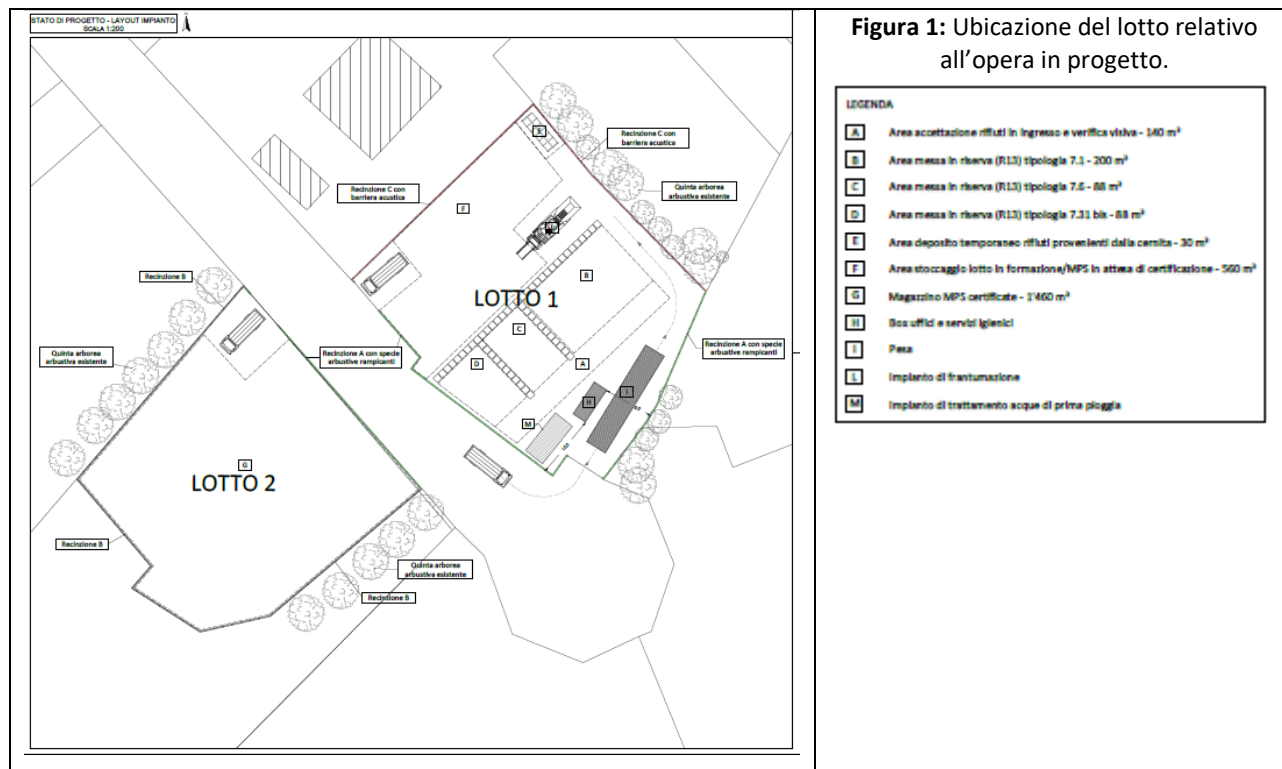 STATO DI PROGETTO - LAYOUT IMPIANTO
SCALA 1:200
N
Figura 1: Ubicazione del lotto relativo
all’opera in progetto.
LEGENDA
A Area accettazione rifiuti in ingresso e verifica visiva - 140 m²
B Area messa in riserva (R13) tipologia 7.1 - 200 m²
C Area messa in riserva (R13) tipologia 7.6 - 88 m²
D Area messa in riserva (R13) tipologia 7.31 bis - 88 m²
E Area deposito temporaneo rifiuti provenienti dalla cernita - 30 m²
F Area stoccaggio lotto in formazione/MPS in attesa di certificazione - 560 m²
G Magazzino MPS certificate - 1'460 m²
H Box uffici e servizi igienici
I Pesa
L Impianto di frantumazione
M Impianto di trattamento acque di prima pioggia
E
Recinzione C con
barriera acustica
Quinta arborea
arbustiva esistente
Recinzione C con
barriera acustica
F
L
B
Recinzione B
LOTTO 1
C
Quinta arborea
arbustiva esistente
Recinzione A con specie
arbustive rampicanti
Recinzione A con specie
arbustive rampicanti
D
A
I
H
M
G
LOTTO 2
Recinzione B
Quinta arborea
arbustiva esistente
Recinzione B